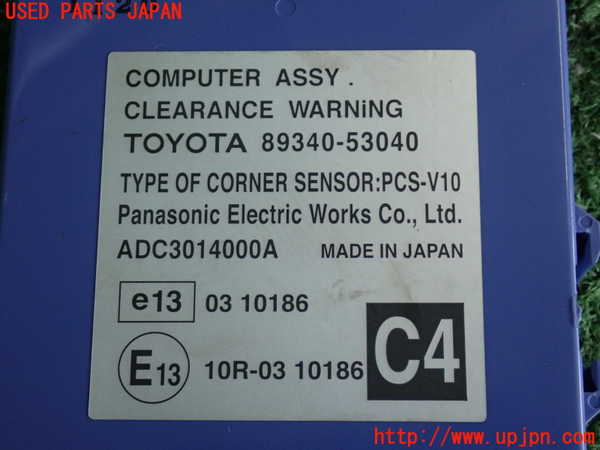 USED PARTS JAPAN
2
COMPUTER ASSY .
CLEARANCE WARNiNG
TOYOTA 89340-53040
TYPE OF CORNER SENSOR:PCS-V10
Panasonic Electric Works Co., Ltd.
ADC3014000A MADE IN JAPAN
e13 03 10186
E13 10R-03 10186 C4
http://www.upjpn.com/